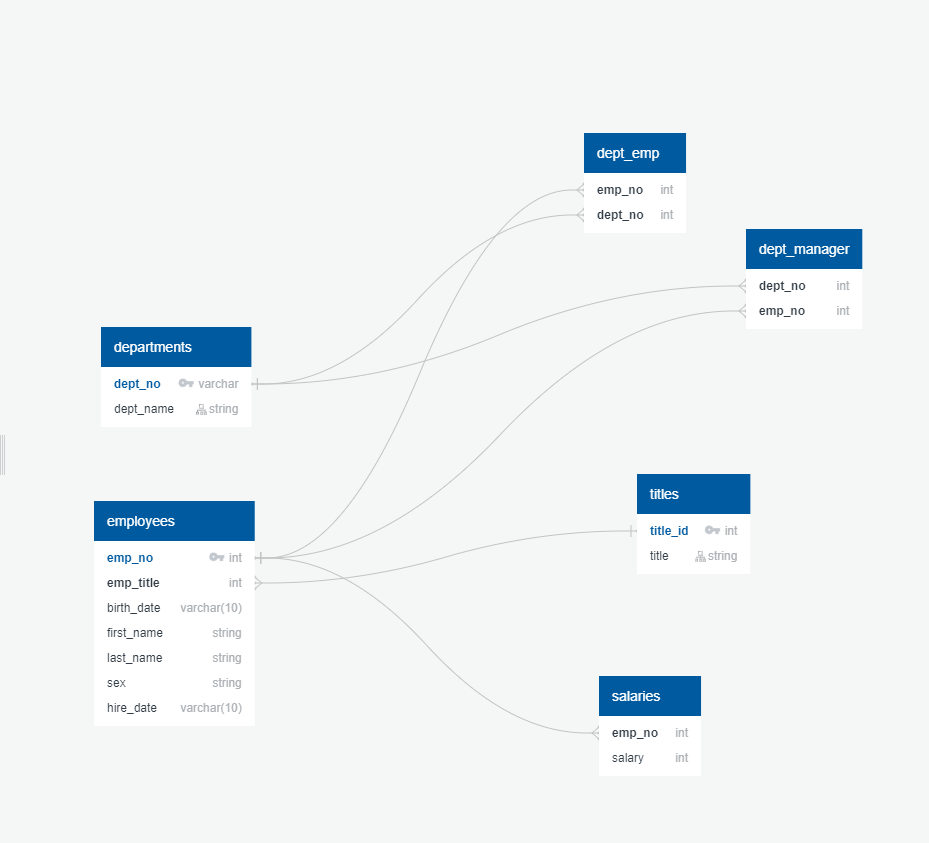 dept_emp
emp_no int
dept_no int
dept_manager
dept_no int
emp_no int
departments
dept_no varchar
dept_name string
employees
emp_no int
emp_title int
birth_date varchar(10)
first_name string
last_name string
sex string
hire_date varchar(10)
titles
title_id int
title string
salaries
emp_no int
salary int